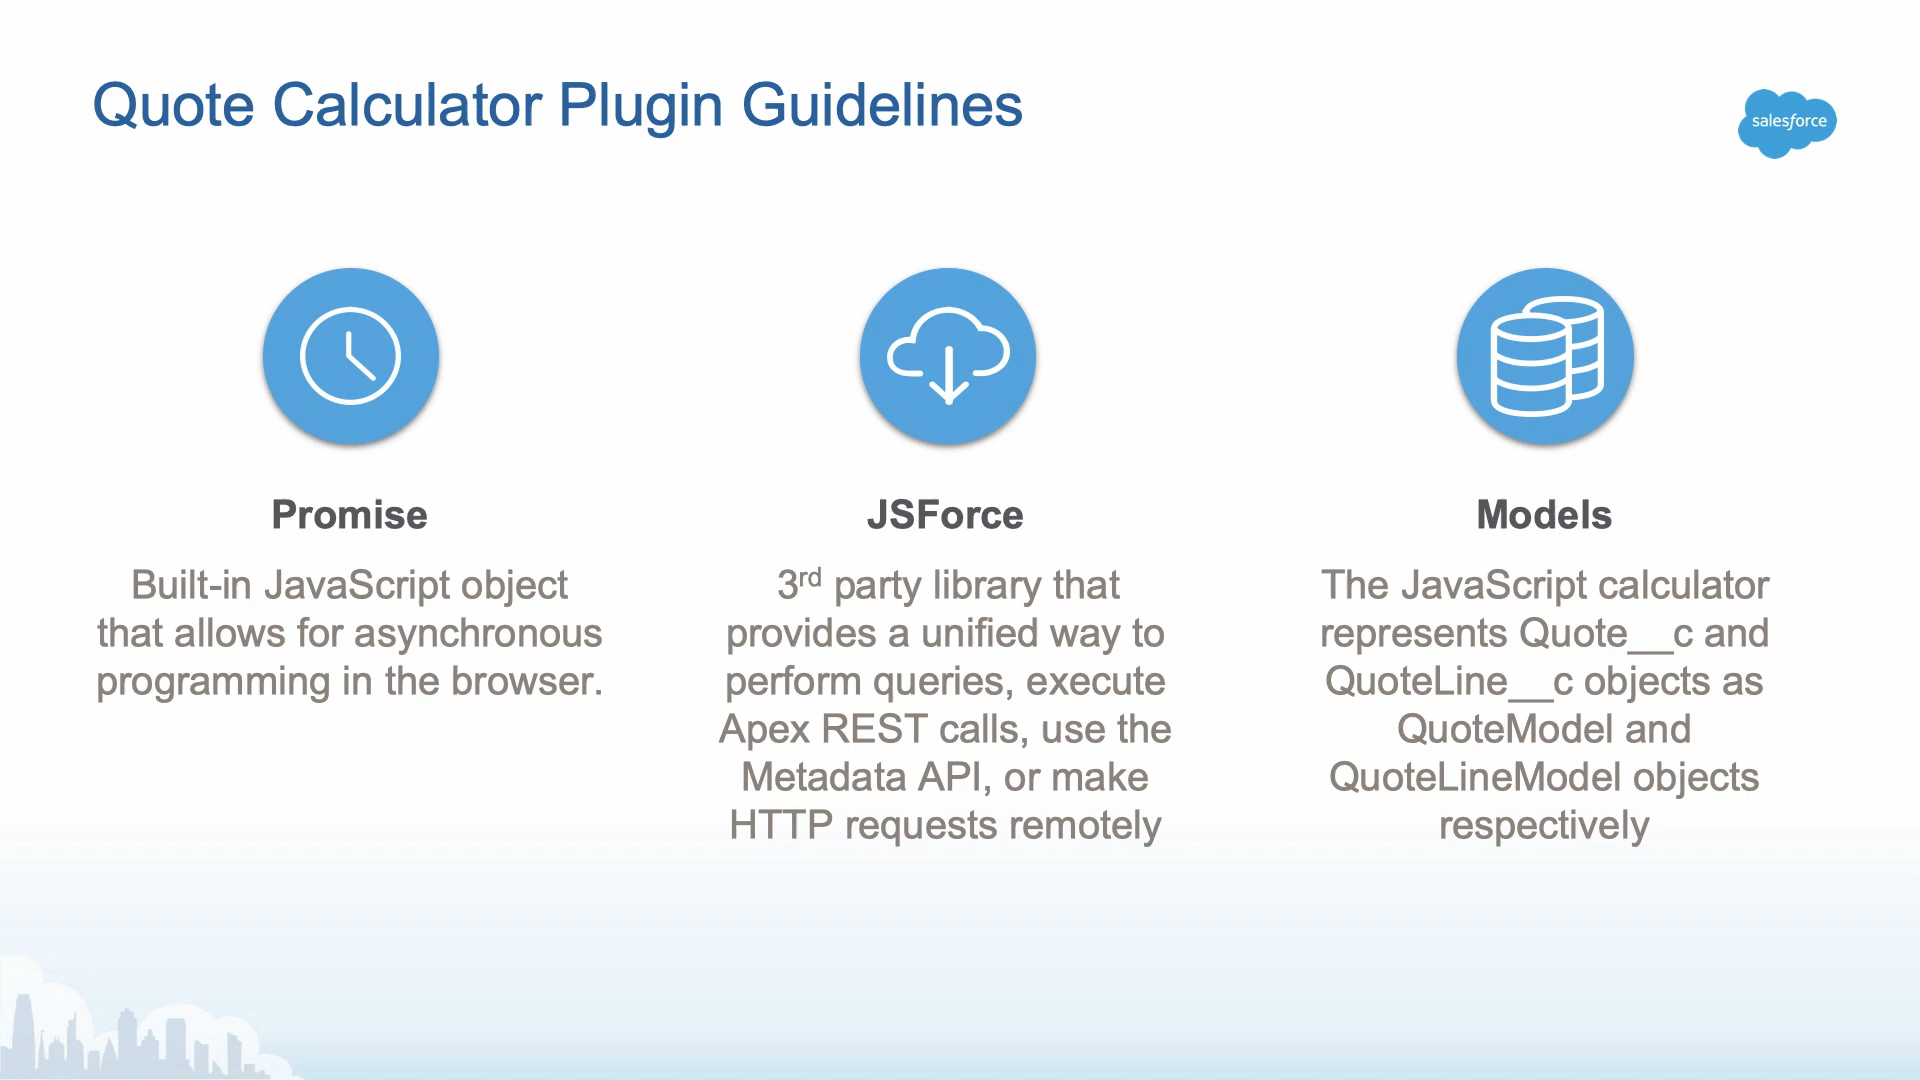 Quote Calculator Plugin Guidelines
salesforce
Promise
Built-in JavaScript object
that allows for asynchronous
programming in the browser.
JSForce
3rd party library that
provides a unified way to
perform queries, execute
Apex REST calls, use the
Metadata API, or make
HTTP requests remotely
Models
The JavaScript calculator
represents Quote__c and
QuoteLine__c objects as
QuoteModel and
QuoteLineModel objects
respectively